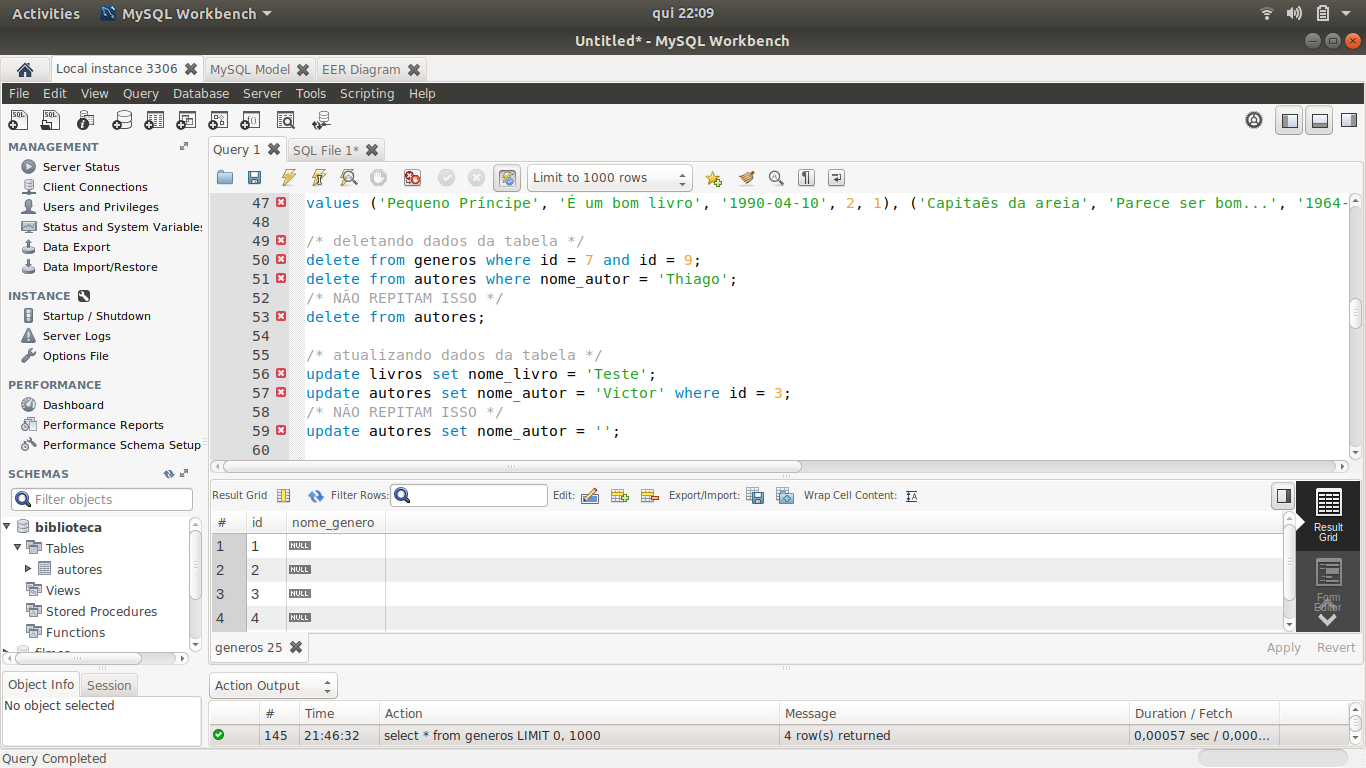 Activities MySQL Workbench qui 22:09
Untitled* - MySQL Workbench
Local instance 3306 MySQL Model EER Diagram
File Edit View Query Database Server Tools Scripting Help
MANAGEMENT
Server Status
Client Connections
Users and Privileges
Status and System Variables
Data Export
Data Import/Restore
INSTANCE
Startup / Shutdown
Server Logs
Options File
PERFORMANCE
Dashboard
Performance Reports
Performance Schema Setup
SCHEMAS
Filter objects
biblioteca
Tables
autores
Views
Stored Procedures
Functions
Object Info Session
No object selected
Query 1 SQL File 1*
Limit to 1000 rows
47 values ('Pequeno Príncipe', 'É um bom livro', '1990-04-10', 2, 1), ('Capitaẽs da areia', 'Parece ser bom...', '1964-
48
49 /* deletando dados da tabela */
50 delete from generos where id = 7 and id = 9;
51 delete from autores where nome_autor = 'Thiago';
52 /* NÃO REPITAM ISSO */
53 delete from autores;
54
55 /* atualizando dados da tabela */
56 update livros set nome_livro = 'Teste';
57 update autores set nome_autor = 'Victor' where id = 3;
58 /* NÃO REPITAM ISSO */
59 update autores set nome_autor = '';
60
Result Grid Filter Rows: Edit: Export/Import: Wrap Cell Content:
# id nome_genero
1 1 NULL
2 2 NULL
3 3 NULL
4 4 NULL
Result
Grid
Form
Editor
generos 25 Apply Revert
Action Output
# Time Action Message Duration / Fetch
145 21:46:32 select * from generos LIMIT 0, 1000 4 row(s) returned 0,00057 sec / 0,000...
Query Completed